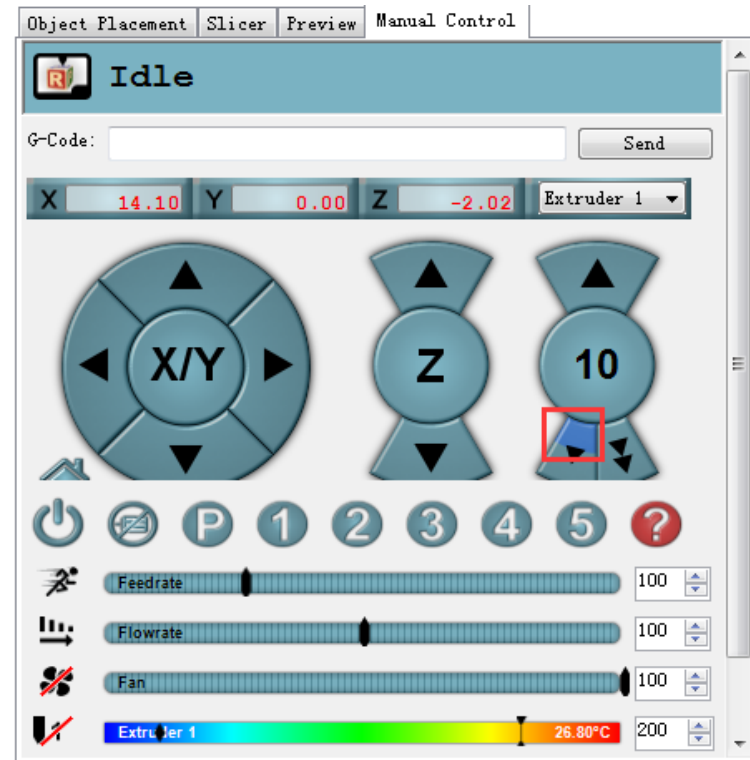 Object Placement Slicer Preview Manual Control
R Idle
G-Code: Send
X 14.10 Y 0.00 Z -2.02 Extruder 1
X/Y Z 10
P 1 2 3 4 5 ?
Feedrate 100
Flowrate 100
Fan 100
1 Extruder 1 26.80°C 200